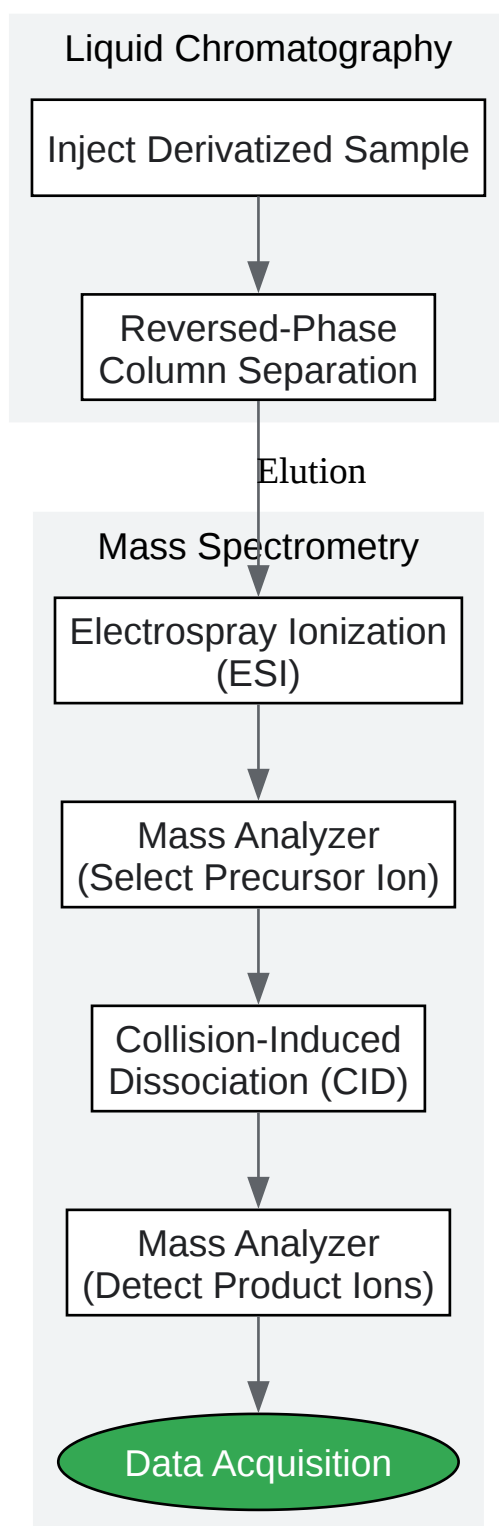 Liquid Chromatography
Inject Derivatized Sample
Reversed-Phase
Column Separation
Elution
Mass Spectrometry
Electrospray Ionization
(ESI)
Mass Analyzer
(Select Precursor Ion)
Collision-Induced
Dissociation (CID)
Mass Analyzer
(Detect Product Ions)
Data Acquisition